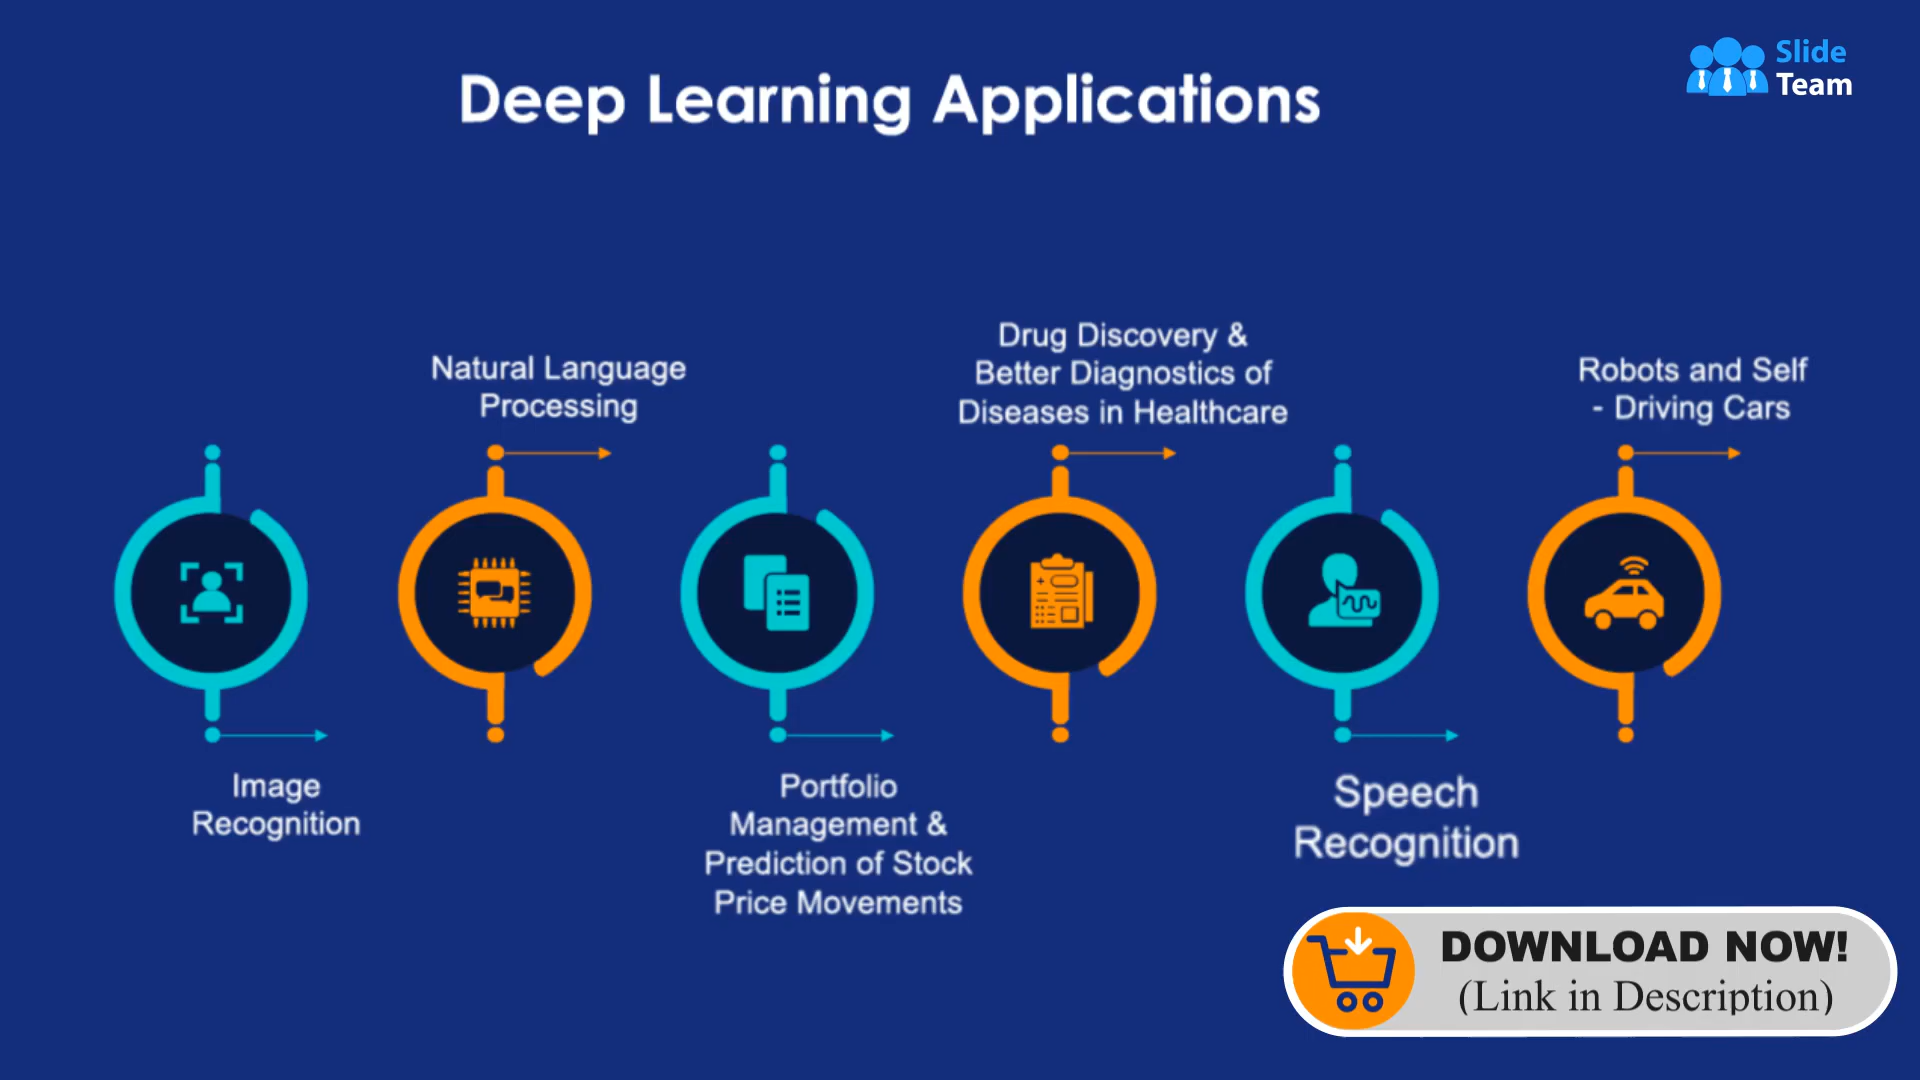 Deep Learning Applications
Slide
Team
Image
Recognition
Natural Language
Processing
Portfolio
Management &
Prediction of Stock
Price Movements
Drug Discovery &
Better Diagnostics of
Diseases in Healthcare
Speech
Recognition
Robots and Self
- Driving Cars
DOWNLOAD NOW!
(Link in Description)